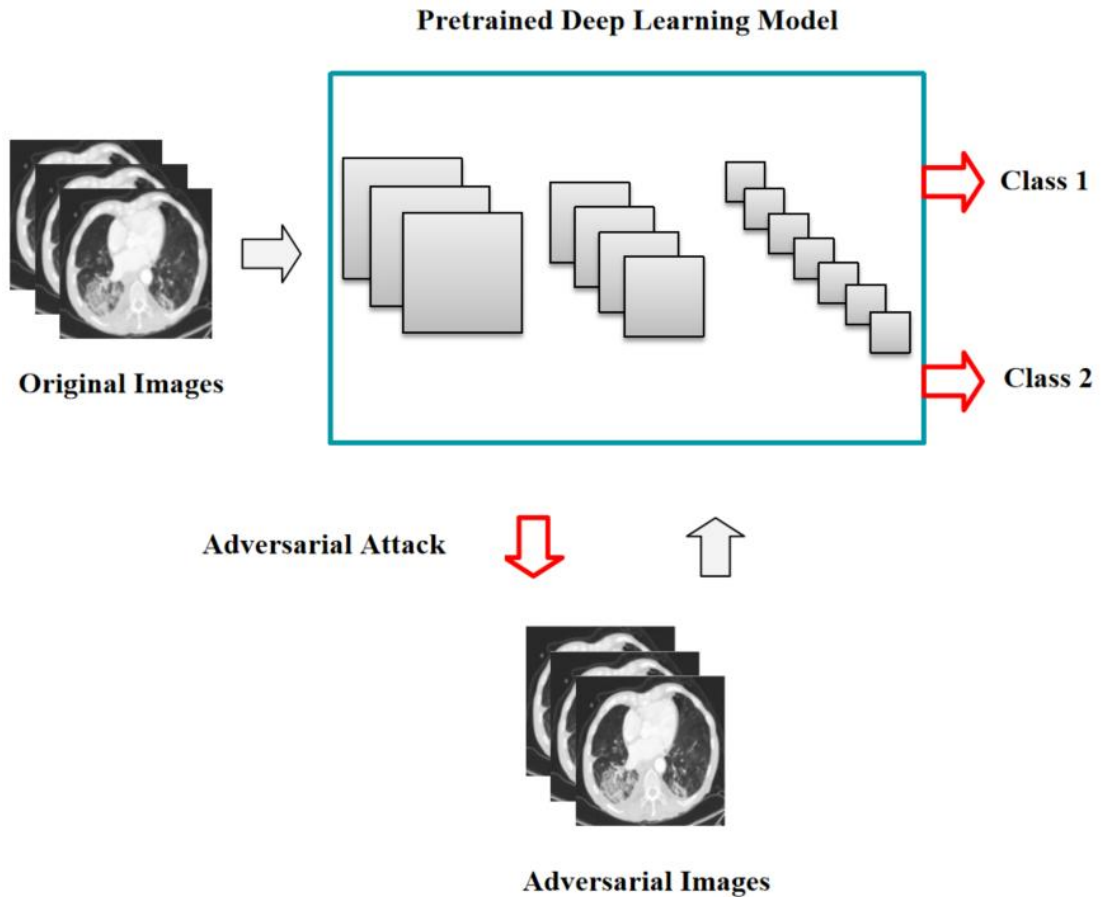 Pretrained Deep Learning Model
Class 1
Original Images
Class 2
Adversarial Attack
Adversarial Images